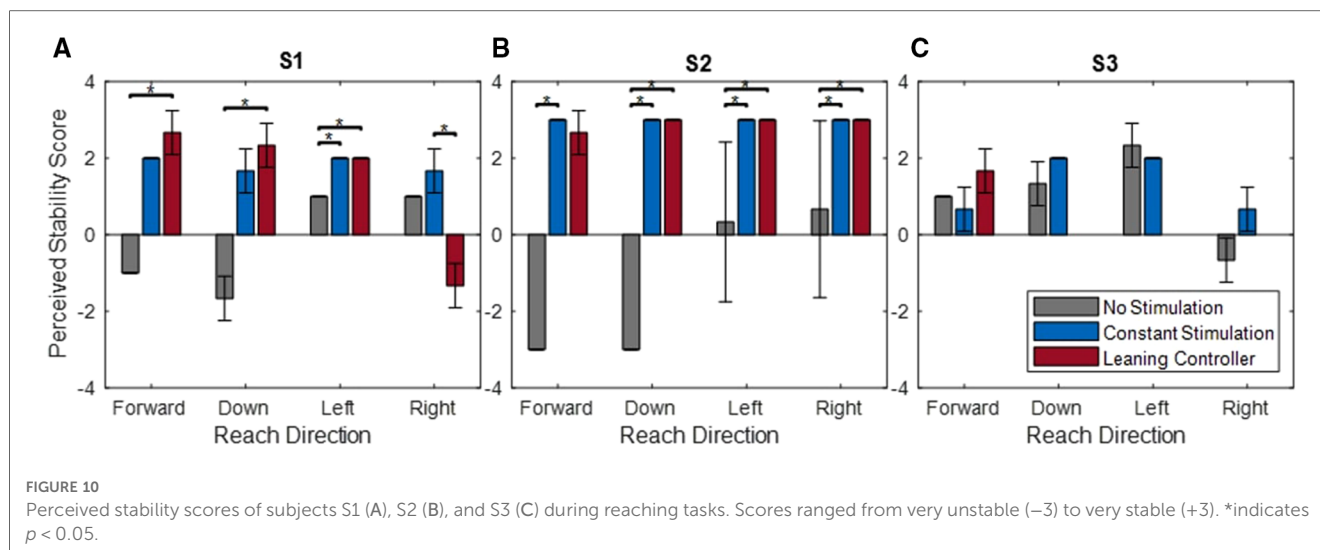 A
S1
B
S2
C
S3
Perceived Stability Score
4
2
0
-2
-4
*
*
*
*
*
Forward Down Left Right
Reach Direction
4
2
0
-2
-4
*
*
*
*
*
*
*
Forward Down Left Right
Reach Direction
4
2
0
-2
-4
No Stimulation
Constant Stimulation
Leaning Controller
Forward Down Left Right
Reach Direction
FIGURE 10
Perceived stability scores of subjects S1 (A), S2 (B), and S3 (C) during reaching tasks. Scores ranged from very unstable (−3) to very stable (+3). *indicates
p < 0.05.